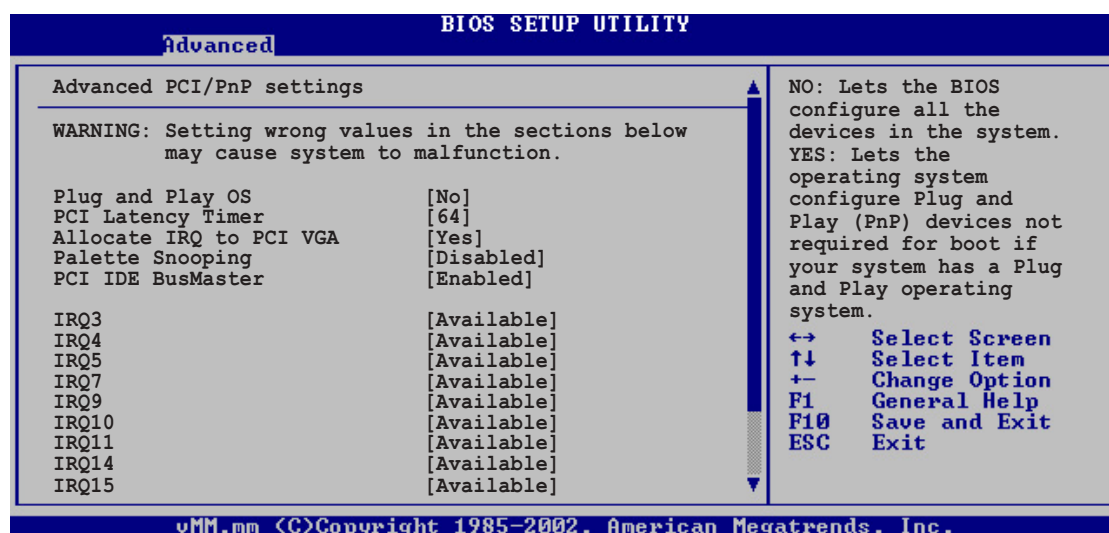 BIOS SETUP UTILITY
Advanced
Advanced PCI/PnP settings
WARNING: Setting wrong values in the sections below
may cause system to malfunction.
Plug and Play OS [No]
PCI Latency Timer [64]
Allocate IRQ to PCI VGA [Yes]
Palette Snooping [Disabled]
PCI IDE BusMaster [Enabled]
IRQ3 [Available]
IRQ4 [Available]
IRQ5 [Available]
IRQ7 [Available]
IRQ9 [Available]
IRQ10 [Available]
IRQ11 [Available]
IRQ14 [Available]
IRQ15 [Available]
NO: Lets the BIOS
configure all the
devices in the system.
YES: Lets the
operating system
configure Plug and
Play (PnP) devices not
required for boot if
your system has a Plug
and Play operating
system.
←→ Select Screen
↑↓ Select Item
+- Change Option
F1 General Help
F10 Save and Exit
ESC Exit
vMM.mm (C)Copyright 1985-2002, American Megatrends, Inc.